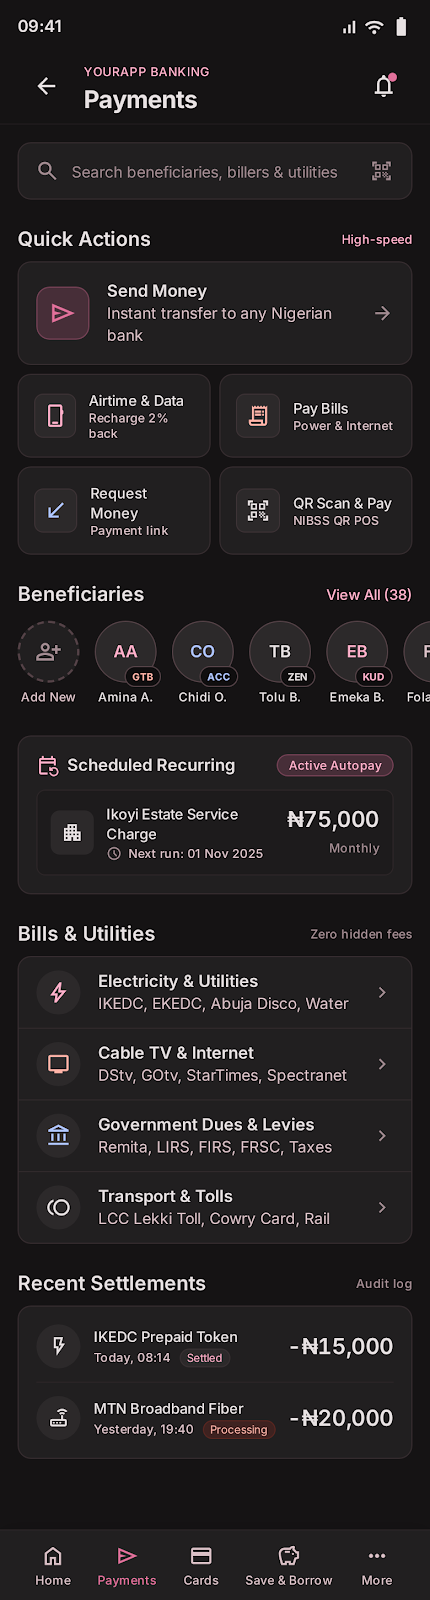 09:41
YOURAPP BANKING
Payments
Search beneficiaries, billers & utilities
Quick Actions
High-speed
Send Money
Instant transfer to any Nigerian
bank
Airtime & Data
Recharge 2%
back
Pay Bills
Power & Internet
Request
Money
Payment link
QR Scan & Pay
NIBSS QR POS
Beneficiaries
View All (38)
AA
CO
TB
EB
F
GTB
ACC
ZEN
KUD
Add New
Amina A.
Chidi O.
Tolu B.
Emeka B.
Fola
Scheduled Recurring
Active Autopay
Ikoyi Estate Service
Charge
Next run: 01 Nov 2025
₦75,000
Monthly
Bills & Utilities
Zero hidden fees
Electricity & Utilities
IKEDC, EKEDC, Abuja Disco, Water
Cable TV & Internet
DStv, GOtv, StarTimes, Spectranet
Government Dues & Levies
Remita, LIRS, FIRS, FRSC, Taxes
Transport & Tolls
LCC Lekki Toll, Cowry Card, Rail
Recent Settlements
Audit log
IKEDC Prepaid Token
Today, 08:14
Settled
-₦15,000
MTN Broadband Fiber
Yesterday, 19:40
Processing
-₦20,000
Home
Payments
Cards
Save & Borrow
More